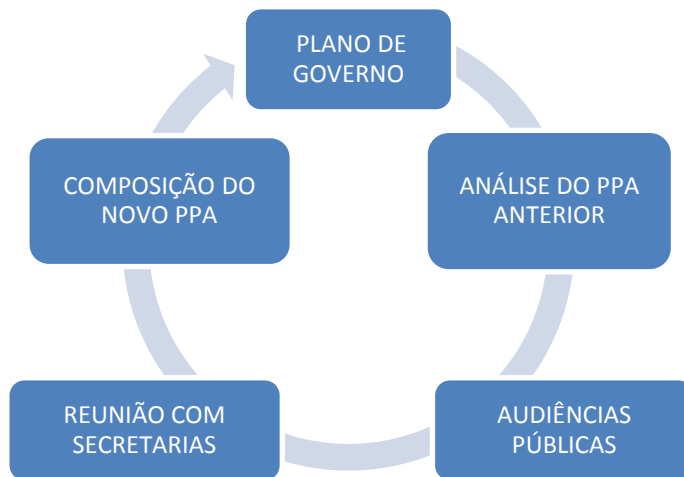 PLANO DE
GOVERNO
ANÁLISE DO PPA
ANTERIOR
AUDIÊNCIAS
PÚBLICAS
REUNIÃO COM
SECRETARIAS
COMPOSIÇÃO DO
NOVO PPA